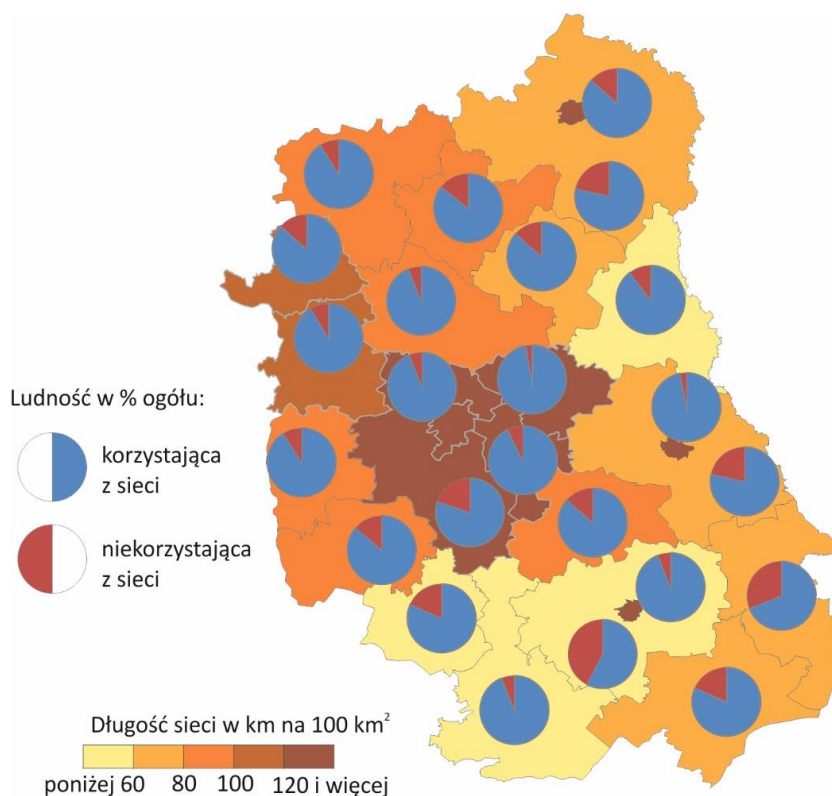 Ludność w % ogółu:
korzystająca
z sieci
niekorzystająca
z sieci
Długość sieci w km na 100 km²
poniżej 60 80 100 120 i więcej